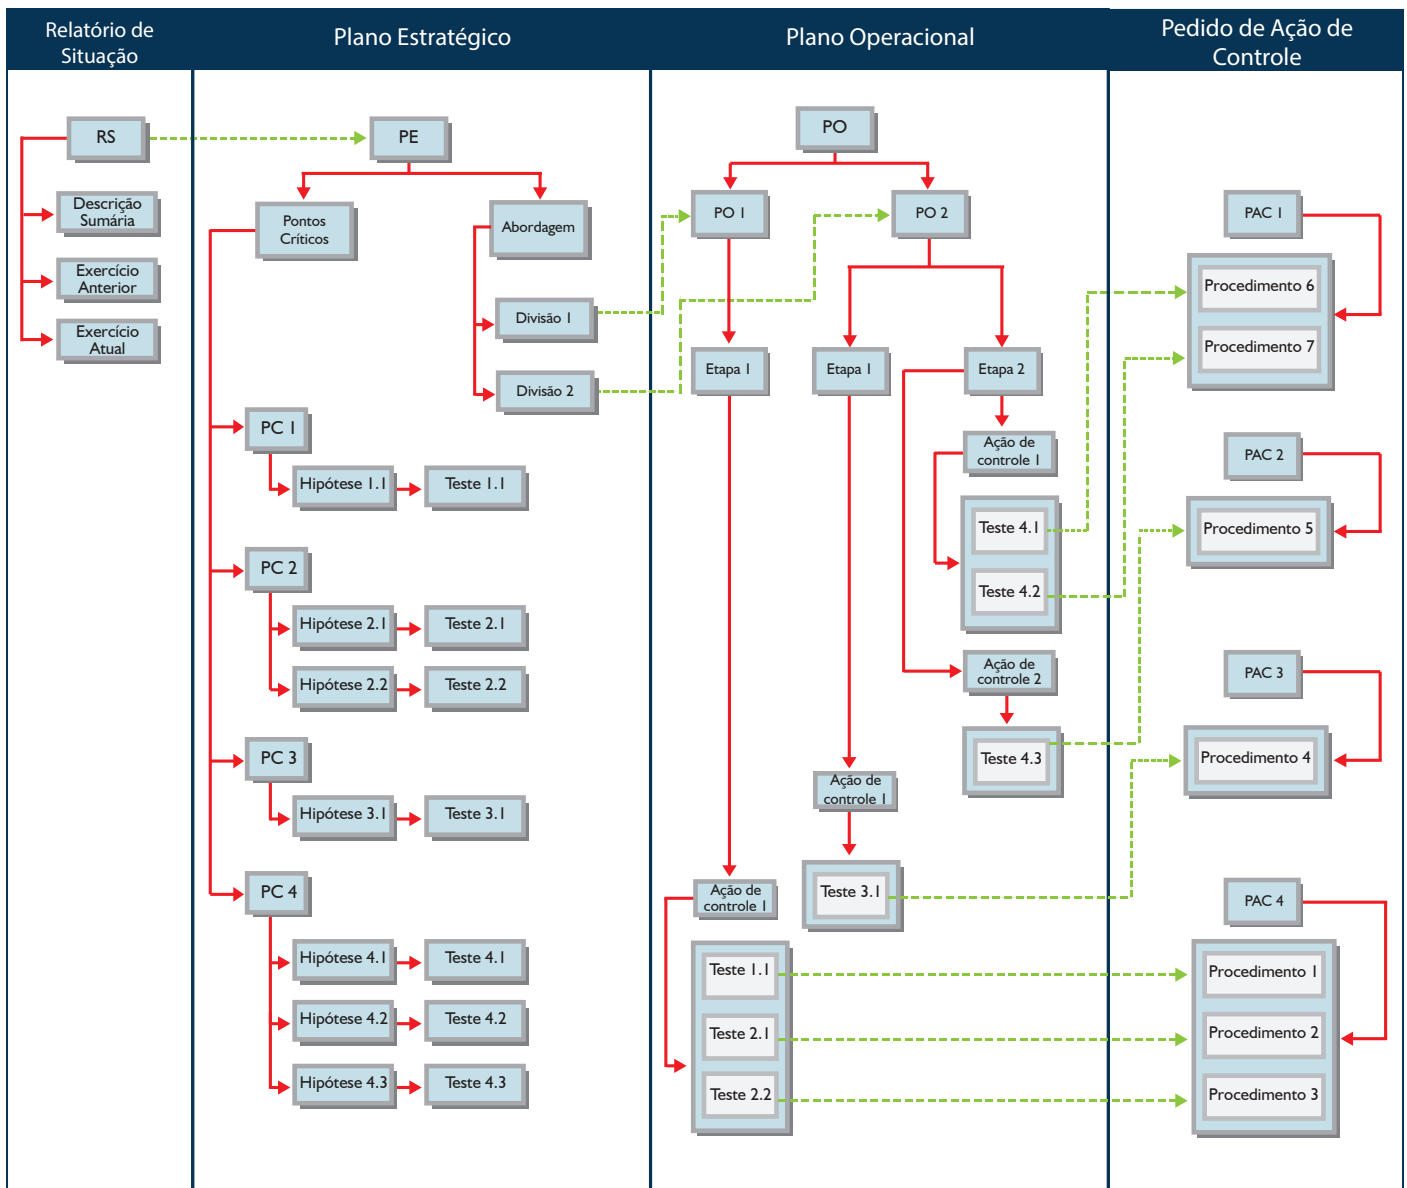 Relatório de
Situação
Plano Estratégico
Plano Operacional
Pedido de Ação de
Controle
RS
Descrição
Sumária
Exercício
Anterior
Exercício
Atual
PE
Pontos
Críticos
Abordagem
Divisão 1
Divisão 2
PC 1
Hipótese 1.1
Teste 1.1
PC 2
Hipótese 2.1
Teste 2.1
Hipótese 2.2
Teste 2.2
PC 3
Hipótese 3.1
Teste 3.1
PC 4
Hipótese 4.1
Teste 4.1
Hipótese 4.2
Teste 4.2
Hipótese 4.3
Teste 4.3
PO
PO 1
PO 2
Etapa 1
Etapa 1
Etapa 2
Ação de
controle 1
Teste 4.1
Teste 4.2
Ação de
controle 2
Teste 4.3
Ação de
controle 1
Teste 3.1
Ação de
controle 1
Teste 1.1
Teste 2.1
Teste 2.2
PAC 1
Procedimento 6
Procedimento 7
PAC 2
Procedimento 5
PAC 3
Procedimento 4
PAC 4
Procedimento 1
Procedimento 2
Procedimento 3